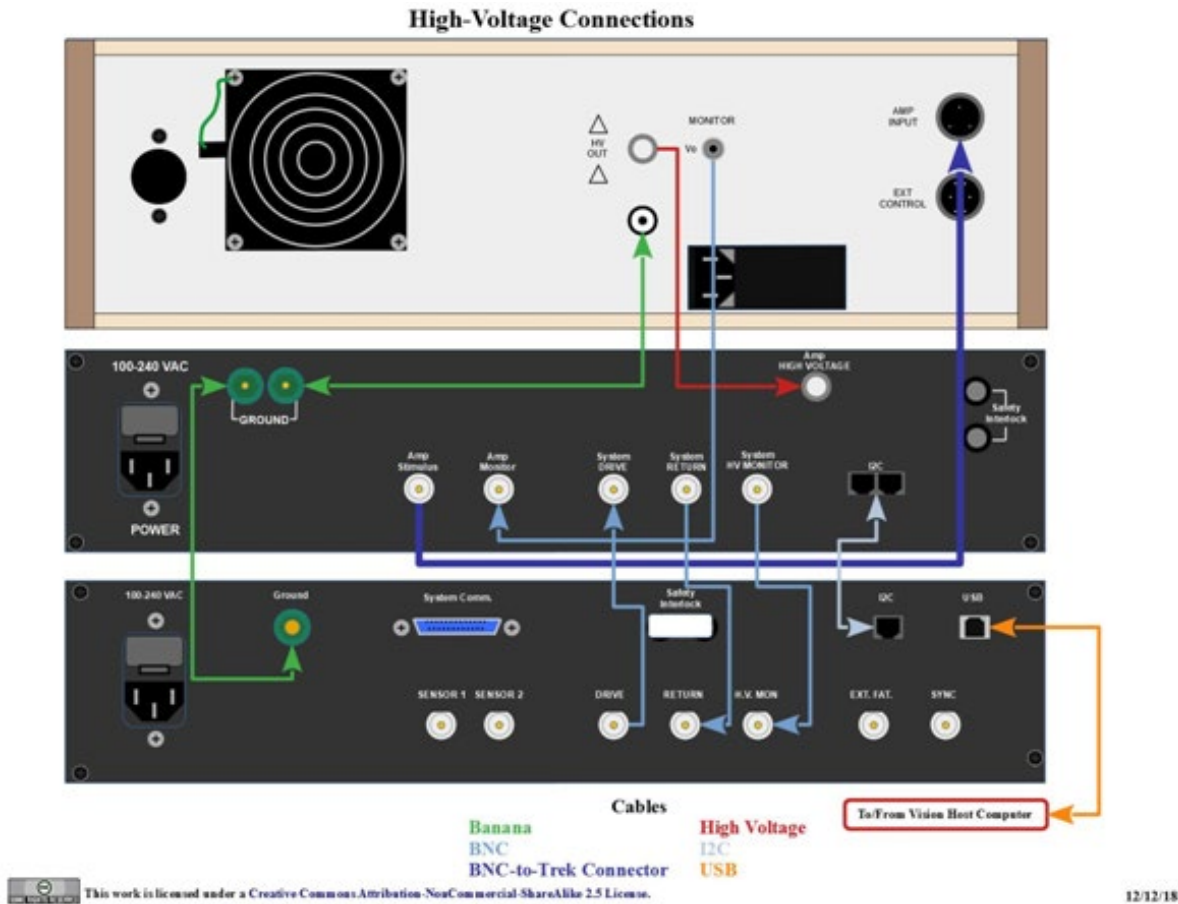 High-Voltage Connections
AMP
INPUT
MONITOR
HV
OUT
Vo
EXT
CONTROL
100-240 VAC
Amp
HIGH VOLTAGE
GROUND
Safety
Interlock
Amp
Stimulus
Amp
Monitor
System
DRIVE
System
RETURN
System
HV MONITOR
I2C
POWER
100-240 VAC
Ground
System Comm.
Safety
Interlock
I2C
USB
SENSOR 1
SENSOR 2
DRIVE
RETURN
H.V. MON
EXT. FAT.
SYNC
Cables
To/From Vision Host Computer
Banana
High Voltage
BNC
I2C
BNC-to-Trek Connector
USB
This work is licensed under a Creative Commons Attribution-NonCommercial-ShareAlike 2.5 License.
12/12/18